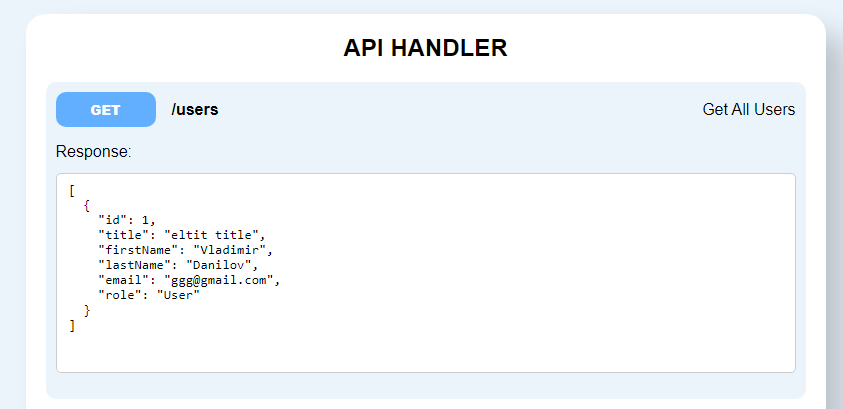 API HANDLER
GET /users Get All Users
Response:
[
  {
    "id": 1,
    "title": "eltit title",
    "firstName": "Vladimir",
    "lastName": "Danilov",
    "email": "ggg@gmail.com",
    "role": "User"
  }
]